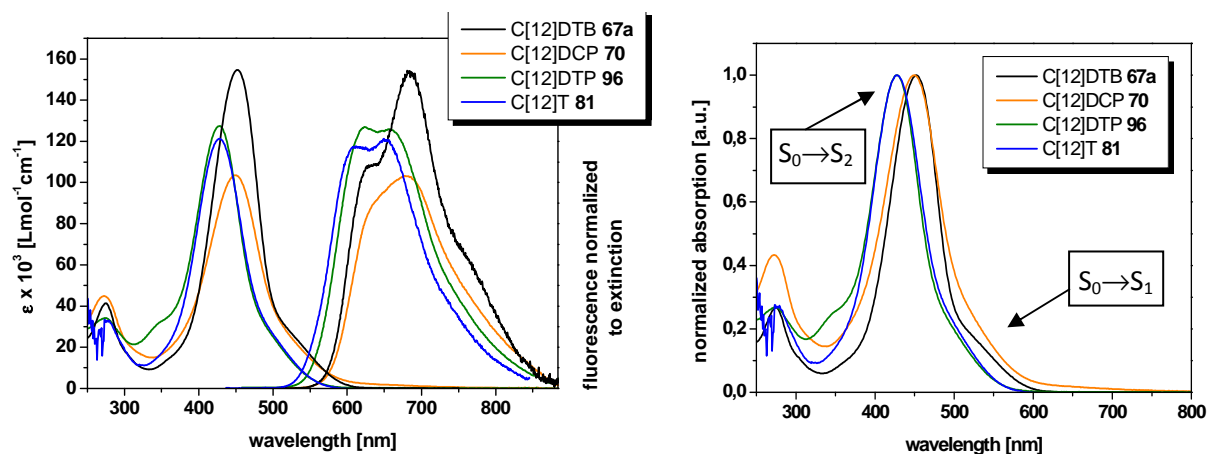 C[12]DTB 67a
C[12]DCP 70
C[12]DTP 96
C[12]T 81
160
140
120
100
80
60
40
20
0
ε x 10³ [Lmol⁻¹cm⁻¹]
300 400 500 600 700 800
wavelength [nm]
fluorescence normalized
to extinction
C[12]DTB 67a
C[12]DCP 70
C[12]DTP 96
C[12]T 81
S₀→S₂
S₀→S₁
1,0
0,8
0,6
0,4
0,2
0,0
normalized absorption [a.u.]
300 400 500 600 700 800
wavelength [nm]